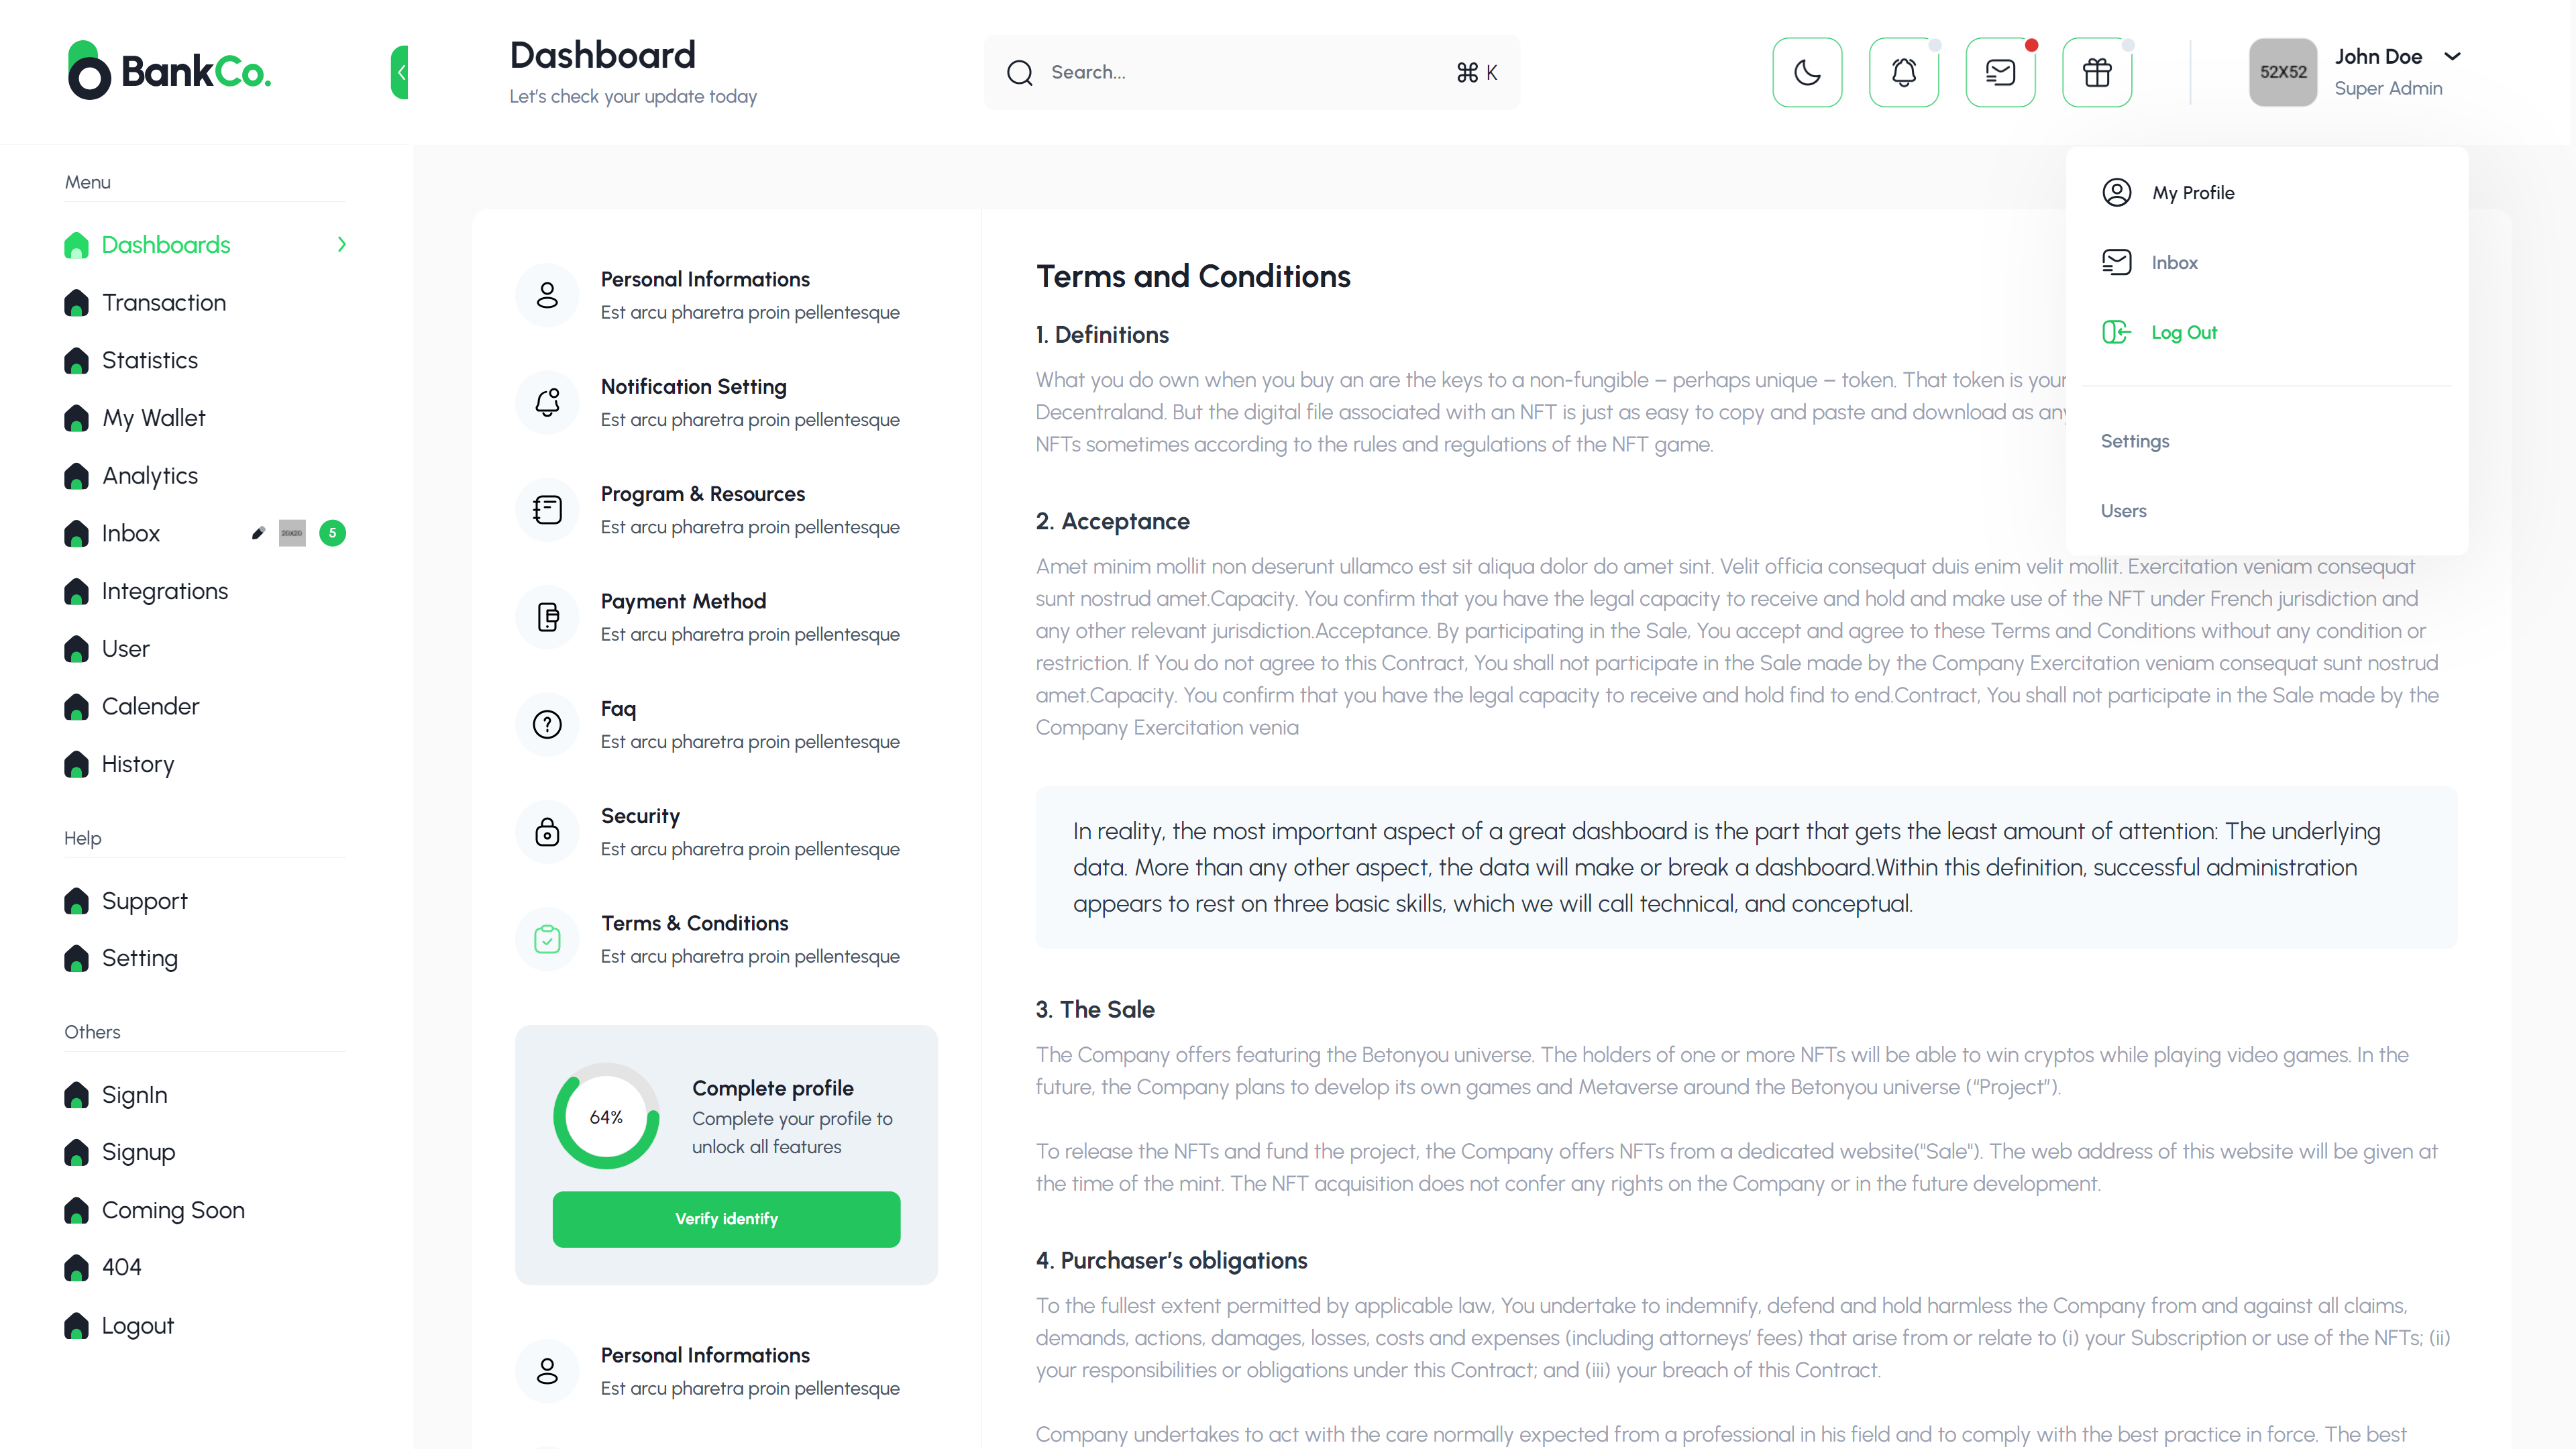 BankCo.
Dashboard
Let's check your update today
Search...
⌘ K
52X52
John Doe
Super Admin
Menu
Dashboards
Transaction
Statistics
My Wallet
Analytics
Inbox
5
Integrations
User
Calender
History
Help
Support
Setting
Others
SignIn
Signup
Coming Soon
404
Logout
Personal Informations
Est arcu pharetra proin pellentesque
Notification Setting
Est arcu pharetra proin pellentesque
Program & Resources
Est arcu pharetra proin pellentesque
Payment Method
Est arcu pharetra proin pellentesque
Faq
Est arcu pharetra proin pellentesque
Security
Est arcu pharetra proin pellentesque
Terms & Conditions
Est arcu pharetra proin pellentesque
64%
Complete profile
Complete your profile to
unlock all features
Verify identify
Personal Informations
Est arcu pharetra proin pellentesque
Terms and Conditions
1. Definitions
What you do own when you buy an are the keys to a non-fungible – perhaps unique – token. That token is your
Decentraland. But the digital file associated with an NFT is just as easy to copy and paste and download as any
NFTs sometimes according to the rules and regulations of the NFT game.
2. Acceptance
Amet minim mollit non deserunt ullamco est sit aliqua dolor do amet sint. Velit officia consequat duis enim velit mollit. Exercitation veniam consequat
sunt nostrud amet.Capacity. You confirm that you have the legal capacity to receive and hold and make use of the NFT under French jurisdiction and
any other relevant jurisdiction.Acceptance. By participating in the Sale, You accept and agree to these Terms and Conditions without any condition or
restriction. If You do not agree to this Contract, You shall not participate in the Sale made by the Company Exercitation veniam consequat sunt nostrud
amet.Capacity. You confirm that you have the legal capacity to receive and hold find to end.Contract, You shall not participate in the Sale made by the
Company Exercitation venia
In reality, the most important aspect of a great dashboard is the part that gets the least amount of attention: The underlying
data. More than any other aspect, the data will make or break a dashboard.Within this definition, successful administration
appears to rest on three basic skills, which we will call technical, and conceptual.
3. The Sale
The Company offers featuring the Betonyou universe. The holders of one or more NFTs will be able to win cryptos while playing video games. In the
future, the Company plans to develop its own games and Metaverse around the Betonyou universe (“Project”).
To release the NFTs and fund the project, the Company offers NFTs from a dedicated website("Sale"). The web address of this website will be given at
the time of the mint. The NFT acquisition does not confer any rights on the Company or in the future development.
4. Purchaser’s obligations
To the fullest extent permitted by applicable law, You undertake to indemnify, defend and hold harmless the Company from and against all claims,
demands, actions, damages, losses, costs and expenses (including attorneys’ fees) that arise from or relate to (i) your Subscription or use of the NFTs; (ii)
your responsibilities or obligations under this Contract; and (iii) your breach of this Contract.
Company undertakes to act with the care normally expected from a professional in his field and to comply with the best practice in force. The best
My Profile
Inbox
Log Out
Settings
Users